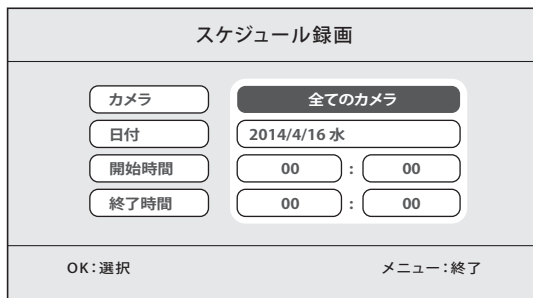 スケジュール録画
カメラ 全てのカメラ
日付 2014/4/16 水
開始時間 00 : 00
終了時間 00 : 00
OK：選択 メニュー：終了